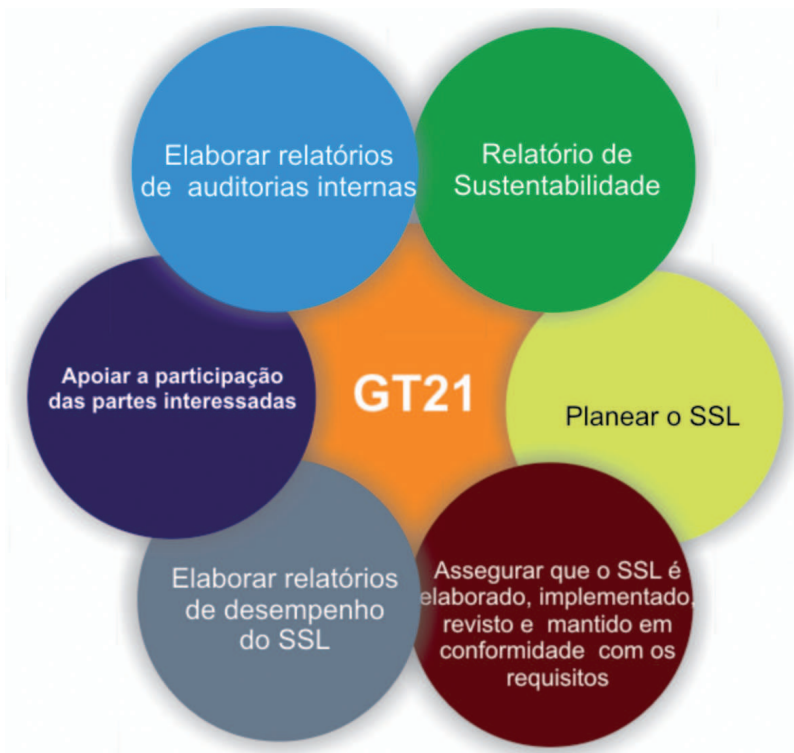 Elaborar relatórios
de auditorias internas
Relatório de
Sustentabilidade
Apoiar a participação
das partes interessadas
GT21
Planear o SSL
Elaborar relatórios
de desempenho
do SSL
Assegurar que o SSL é
elaborado, implementado,
revisto e mantido em
conformidade com os
requisitos